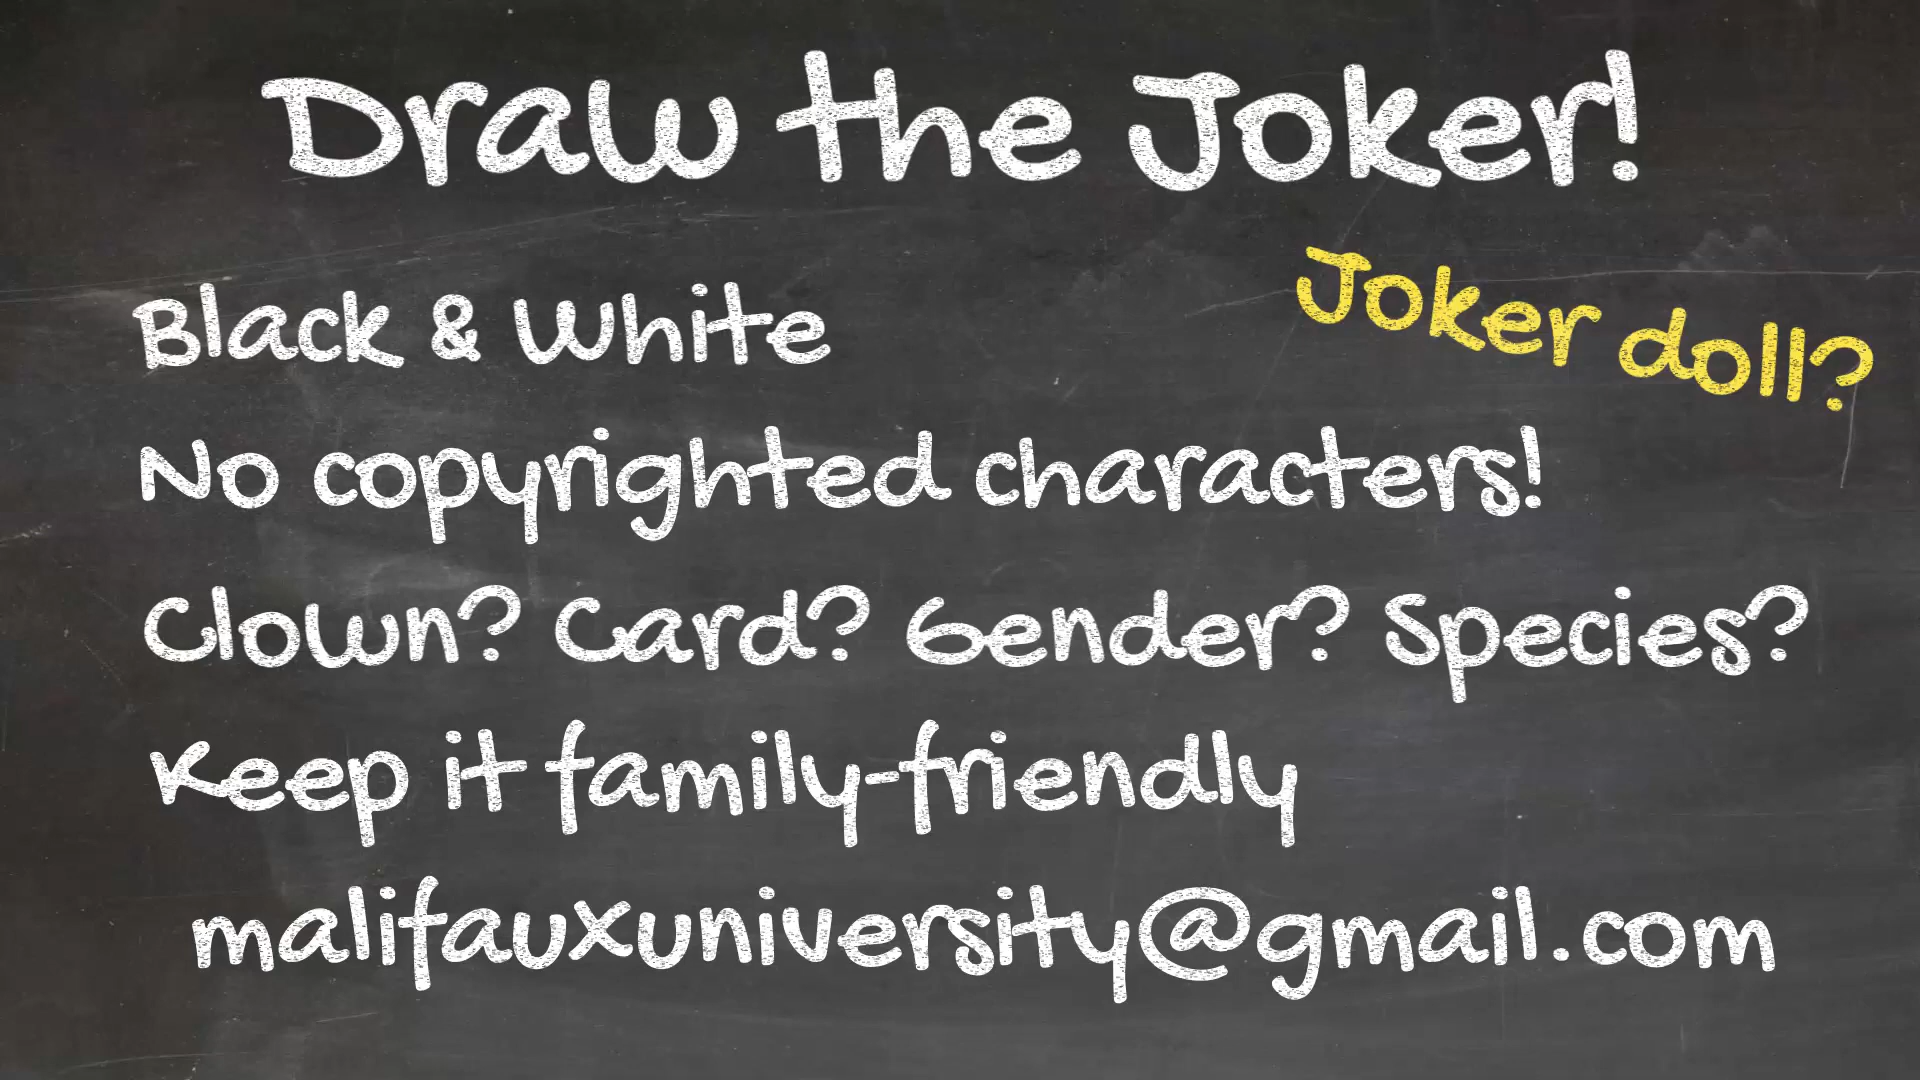 Draw the Joker!
Joker doll?
Black & White
No copyrighted characters!
Clown? Card? Gender? Species?
Keep it family-friendly
malifauxuniversity@gmail.com